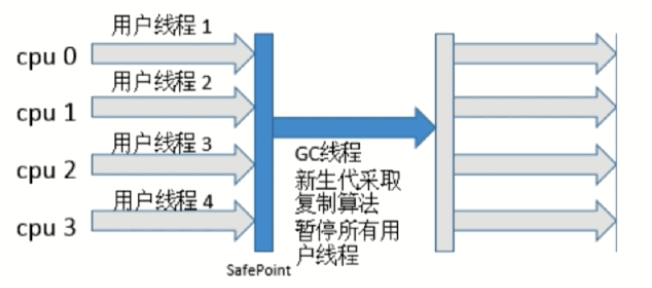 用户线程 1
cpu 0
用户线程 2
cpu 1
用户线程 3
cpu 2
用户线程 4
cpu 3
SafePoint
GC线程
新生代采取
复制算法
暂停所有用
户线程